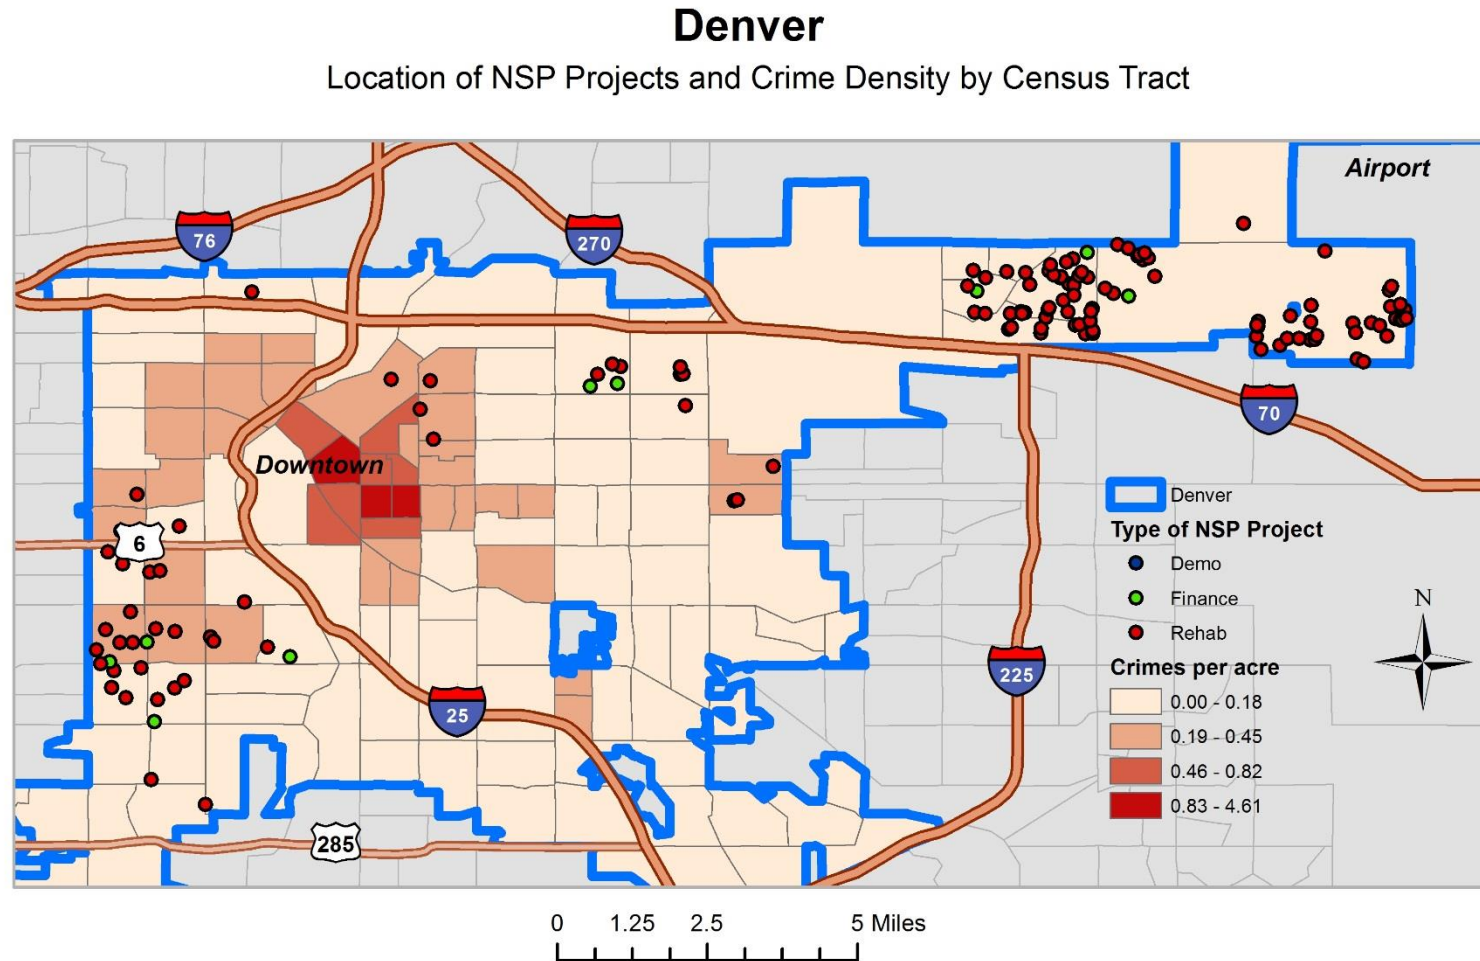 Denver
Location of NSP Projects and Crime Density by Census Tract
Airport
76
270
70
Downtown
6
Denver
Type of NSP Project
Demo
Finance
Rehab
N
225
Crimes per acre
25
0.00 - 0.18
0.19 - 0.45
0.46 - 0.82
0.83 - 4.61
285
0 1.25 2.5 5 Miles